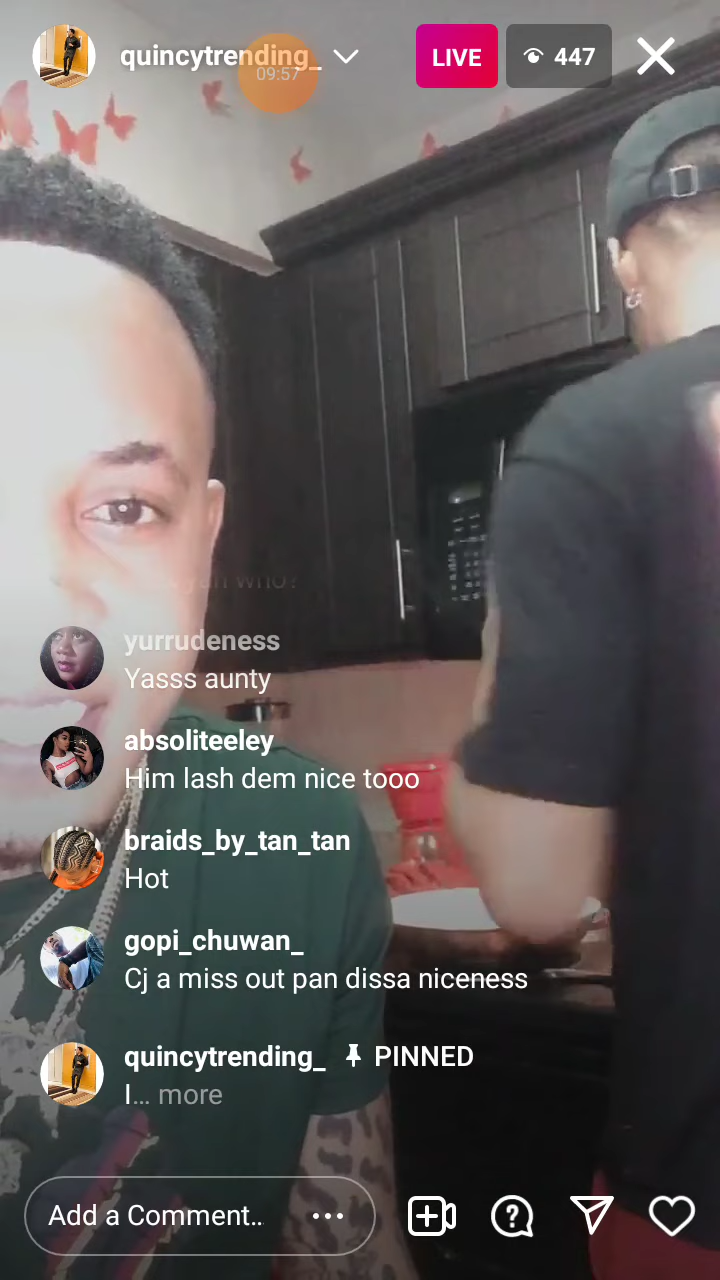 quincytrending_
09:57
LIVE
447
who?
yurrudeness
Yasss aunty
absoliteeley
Him lash dem nice tooo
braids_by_tan_tan
Hot
gopi_chuwan_
Cj a miss out pan dissa niceness
quincytrending_ PINNED
I... more
Add a Comment..